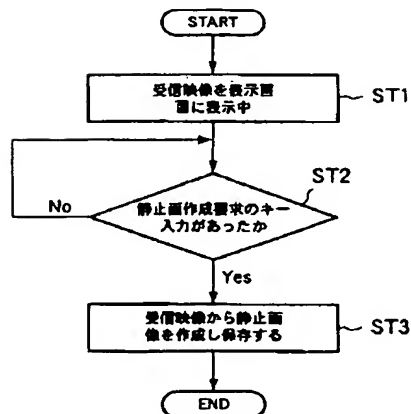 START
受信映像を表示画
面に表示中
ST1
ST2
静止画作成要求のキー
入力があったか
No
Yes
受信映像から静止画
像を作成し保存する
ST3
END